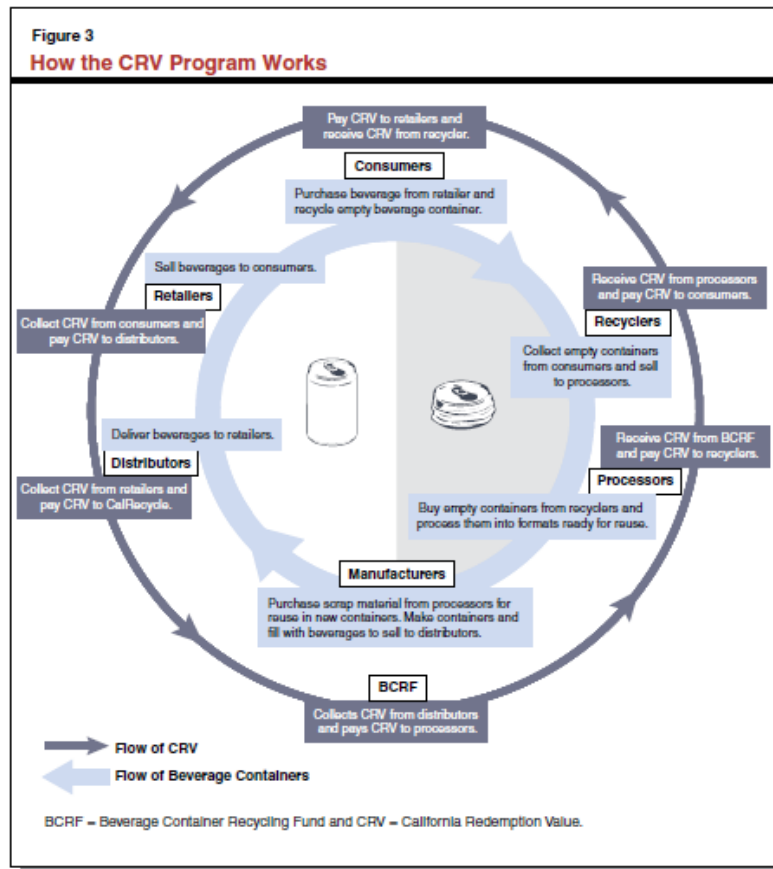 Figure 3
How the CRV Program Works
Pay CRV to retailers and
receive CRV from recycler.
Consumers
Purchase beverage from retailer and
recycle empty beverage container.
Sell beverages to consumers.
Retailers
Collect CRV from consumers and
pay CRV to distributors.
Receive CRV from processors
and pay CRV to consumers.
Recyclers
Collect empty containers
from consumers and sell
to processors.
Deliver beverages to retailers.
Distributors
Collect CRV from retailers and
pay CRV to CalRecycle.
Receive CRV from BCRF
and pay CRV to recyclers.
Processors
Buy empty containers from recyclers and
process them into formats ready for reuse.
Manufacturers
Purchase scrap material from processors for
reuse in new containers. Make containers and
fill with beverages to sell to distributors.
BCRF
Collects CRV from distributors
and pays CRV to processors.
Flow of CRV
Flow of Beverage Containers
BCRF = Beverage Container Recycling Fund and CRV = California Redemption Value.